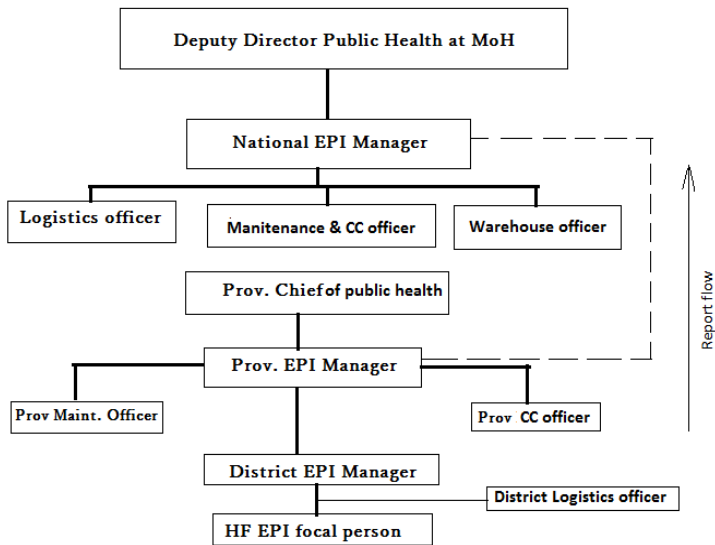 Deputy Director Public Health at MoH
National EPI Manager
Logistics officer
Manitenance & CC officer
Warehouse officer
Prov. Chief of public health
Prov. EPI Manager
Prov Maint. Officer
Prov CC officer
District EPI Manager
District Logistics officer
HF EPI focal person
Report flow